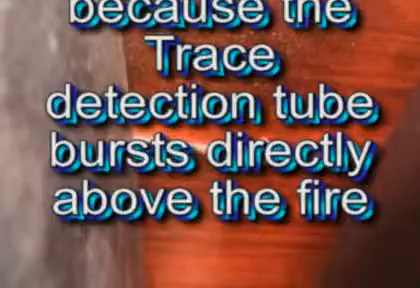 because the
Trace
detection tube
bursts directly
above the fire